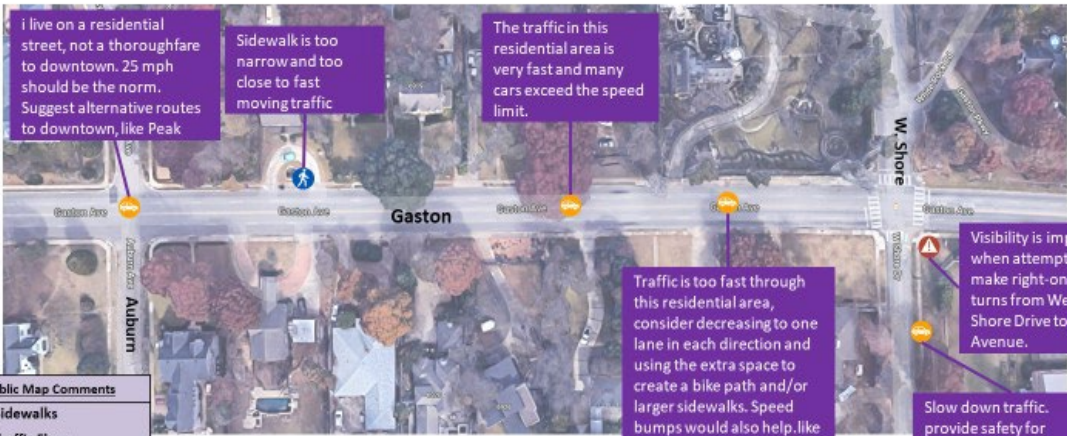 i live on a residential
street, not a thoroughfare
to downtown. 25 mph
should be the norm.
Suggest alternative routes
to downtown, like Peak
Sidewalk is too
narrow and too
close to fast
moving traffic
The traffic in this
residential area is
very fast and many
cars exceed the speed
limit.
W. Shore
Gaston Ave
Gaston Ave
Gaston
Gaston Ave
Gaston Ave
Gaston Ave
Auburn Ave
Auburn
W Shore Dr
Visibility is imp
when attempt
make right-on
turns from We
Shore Drive to
Avenue.
Traffic is too fast through
this residential area,
consider decreasing to one
lane in each direction and
using the extra space to
create a bike path and/or
larger sidewalks. Speed
bumps would also help.like
Slow down traffic.
provide safety for
blic Map Comments
idewalks